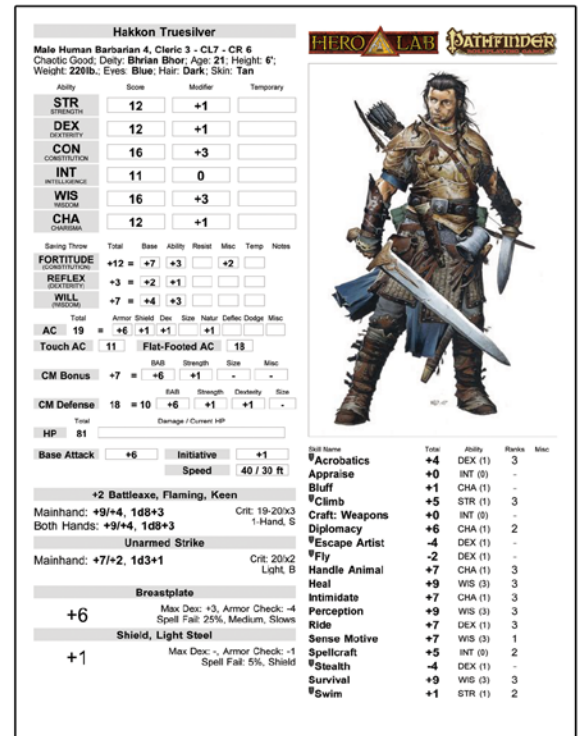 Hakkon Truesilver
Male Human Barbarian 4, Cleric 3 - CL7 - CR 6
Chaotic Good; Deity: Bhrian Bhor; Age: 21; Height: 6';
Weight: 220lb.; Eyes: Blue; Hair: Dark; Skin: Tan
Ability Score Modifier Temporary
STR 12 +1
STRENGTH
DEX 12 +1
DEXTERITY
CON 16 +3
CONSTITUTION
INT 11 0
INTELLIGENCE
WIS 16 +3
WISDOM
CHA 12 +1
CHARISMA
Saving Throw Total Base Ability Resist Misc Temp Notes
FORTITUDE +12 = +7 +3 +2
(CONSTITUTION)
REFLEX +3 = +2 +1
(DEXTERITY)
WILL +7 = +4 +3
(WISDOM)
Total Armor Shield Dex Size Natur Deflec Dodge Misc
AC 19 = +6 +1 +1 +1
Touch AC 11 Flat-Footed AC 18
BAB Strength Size Misc
CM Bonus +7 = +6 +1 - -
BAB Strength Dexterity Size
CM Defense 18 = 10 +6 +1 +1 -
Total Damage / Current HP
HP 81
Base Attack +6 Initiative +1
Speed 40 / 30 ft
+2 Battleaxe, Flaming, Keen
Mainhand: +9/+4, 1d8+3 Crit: 19-20/x3
Both Hands: +9/+4, 1d8+3 1-Hand, S
Unarmed Strike
Mainhand: +7/+2, 1d3+1 Crit: 20/x2
Light, B
Breastplate
+6 Max Dex: +3, Armor Check: -4
Spell Fail: 25%, Medium, Slows
Shield, Light Steel
+1 Max Dex: -, Armor Check: -1
Spell Fail: 5%, Shield
HERO LAB PATHFINDER
Skill Name Total Ability Ranks Misc
Acrobatics +4 DEX (1) 3
Appraise +0 INT (0) -
Bluff +1 CHA (1) -
Climb +5 STR (1) 3
Craft: Weapons +0 INT (0) -
Diplomacy +6 CHA (1) 2
Escape Artist -4 DEX (1) -
Fly -2 DEX (1) -
Handle Animal +7 CHA (1) 3
Heal +9 WIS (3) 3
Intimidate +7 CHA (1) 3
Perception +9 WIS (3) 3
Ride +7 DEX (1) 3
Sense Motive +7 WIS (3) 1
Spellcraft +5 INT (0) 2
Stealth -4 DEX (1) -
Survival +9 WIS (3) 3
Swim +1 STR (1) 2